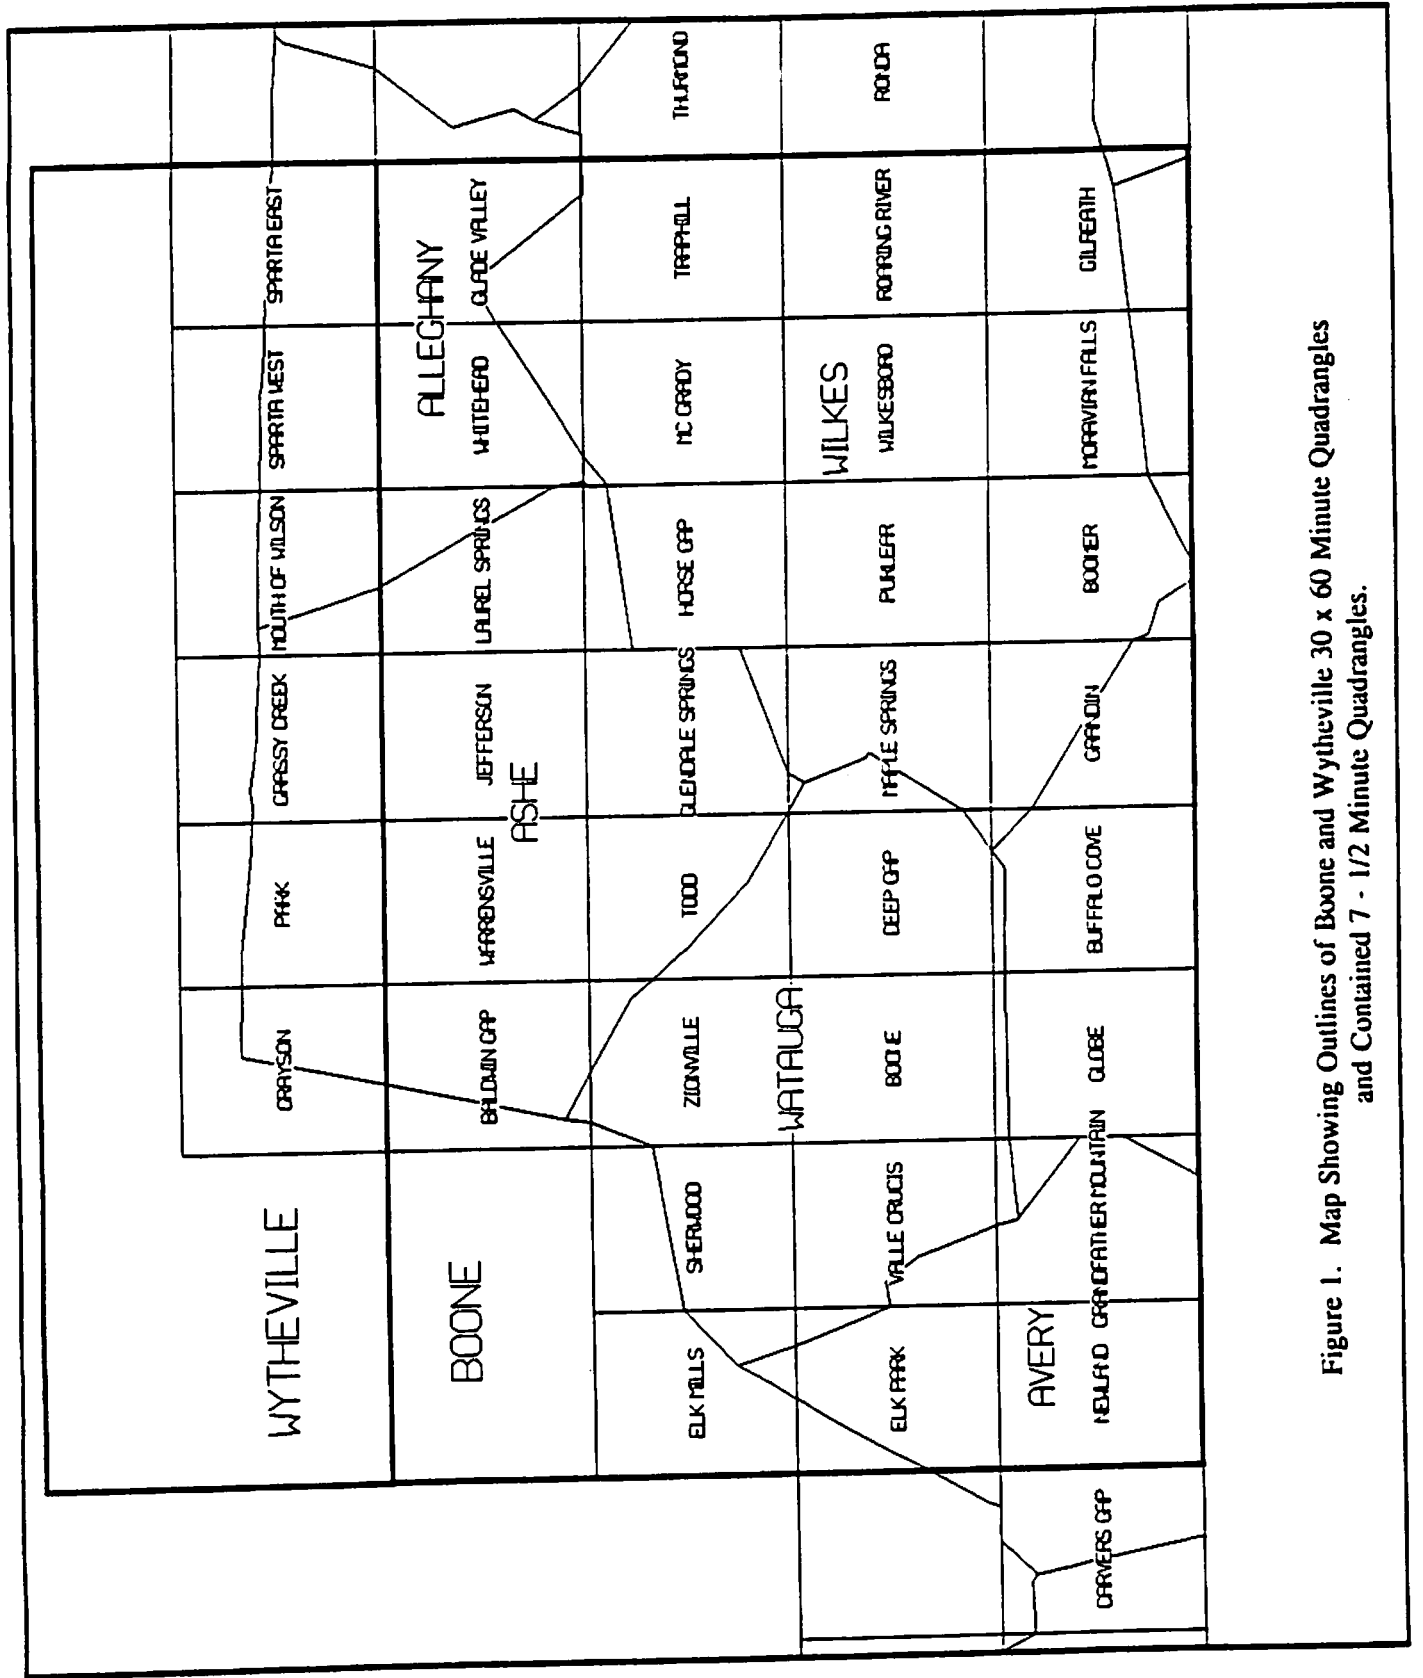 WYTHEVILLE
GRAYSON
PARK
GRASSY CREEK
MOUTH OF WILSON
SPARTA WEST
SPARTA EAST
BOONE
ALLEGHANY
BALDWIN GAP
WARRENSVILLE
JEFFERSON
LAUREL SPRINGS
WHITEHEAD
GLADE VALLEY
ASHE
ELK MILLS
SHERWOOD
ZIONVILLE
TODD
GLENDALE SPRINGS
HORSE GAP
MC GRADY
TRAPHILL
THURMOND
WATAUGA
WILKES
ELK PARK
VALLE CRUCIS
BOONE
DEEP GAP
MAPLE SPRINGS
PURLEAR
WILKESBORO
ROARING RIVER
RONDA
AVERY
CARVERS GAP
NEWLAND
GRANDFATHER MOUNTAIN
GLOBE
BUFFALO COVE
GRANDIN
BOOMER
MORAVIAN FALLS
GILREATH
Figure 1. Map Showing Outlines of Boone and Wytheville 30 x 60 Minute Quadrangles
and Contained 7 - 1/2 Minute Quadrangles.